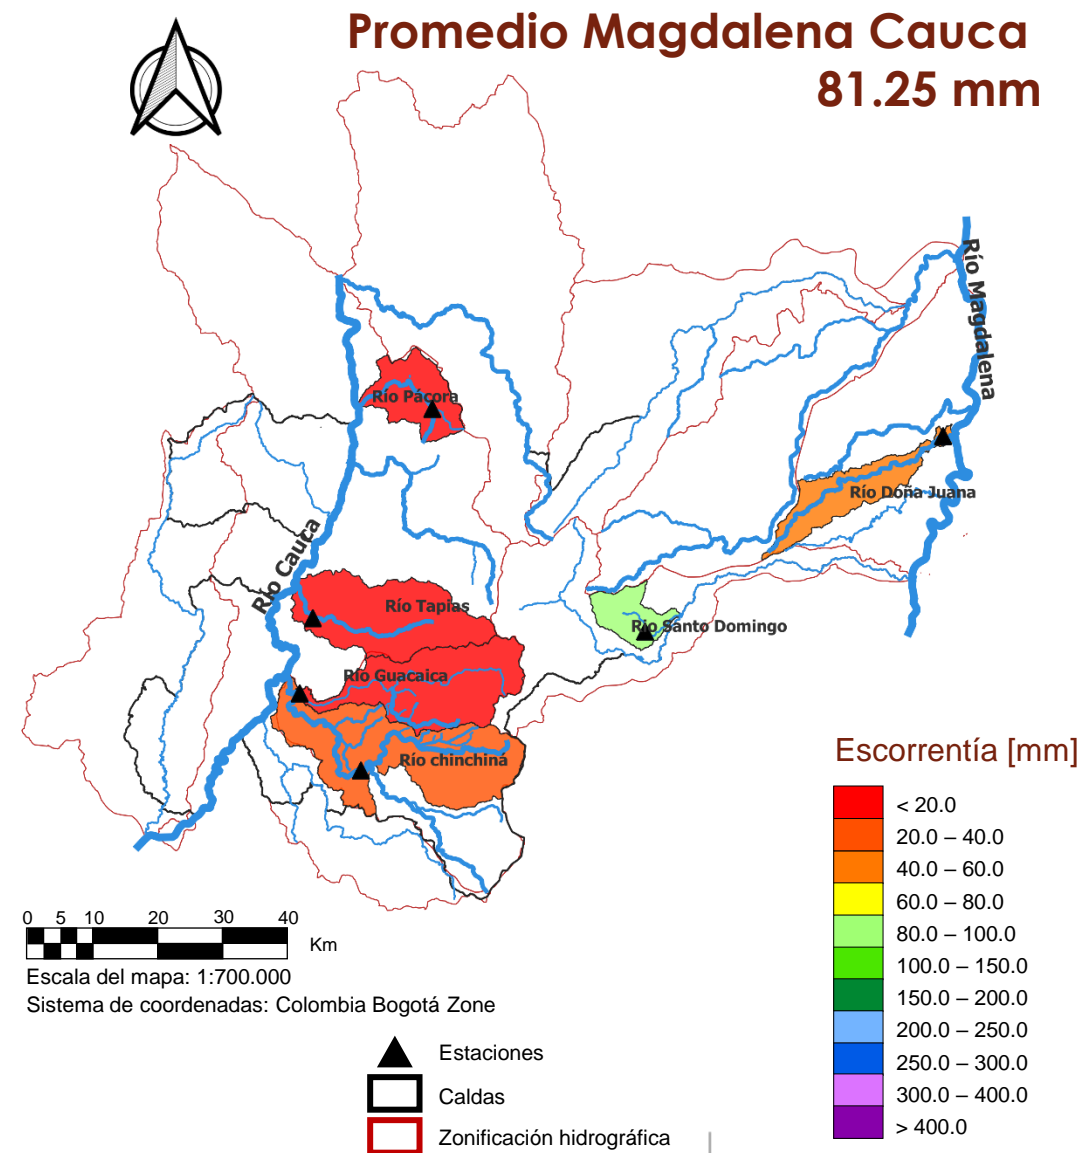 Promedio Magdalena Cauca
81.25 mm
Río Magdalena
Río Pácora
Río Doña Juana
Río Cauca
Río Tapias
Río Santo Domingo
Río Guacaica
Río chinchiná
Escorrentía [mm]
< 20.0
20.0 – 40.0
40.0 – 60.0
60.0 – 80.0
80.0 – 100.0
100.0 – 150.0
150.0 – 200.0
200.0 – 250.0
250.0 – 300.0
300.0 – 400.0
> 400.0
0 5 10 20 30 40
Km
Escala del mapa: 1:700.000
Sistema de coordenadas: Colombia Bogotá Zone
Estaciones
Caldas
Zonificación hidrográfica